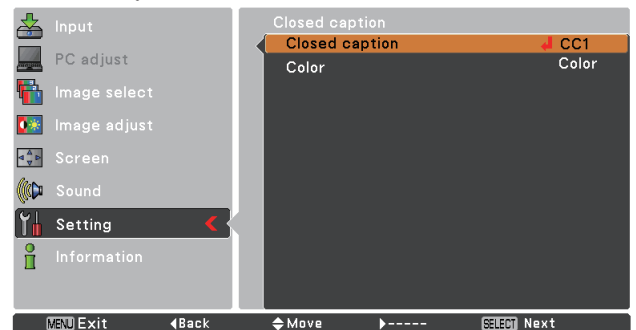 Input
PC adjust
Image select
Image adjust
Screen
Sound
Setting
Information
Closed caption
Closed caption CC1
Color Color
MENU Exit ◀Back Move ▶----- SELECT Next